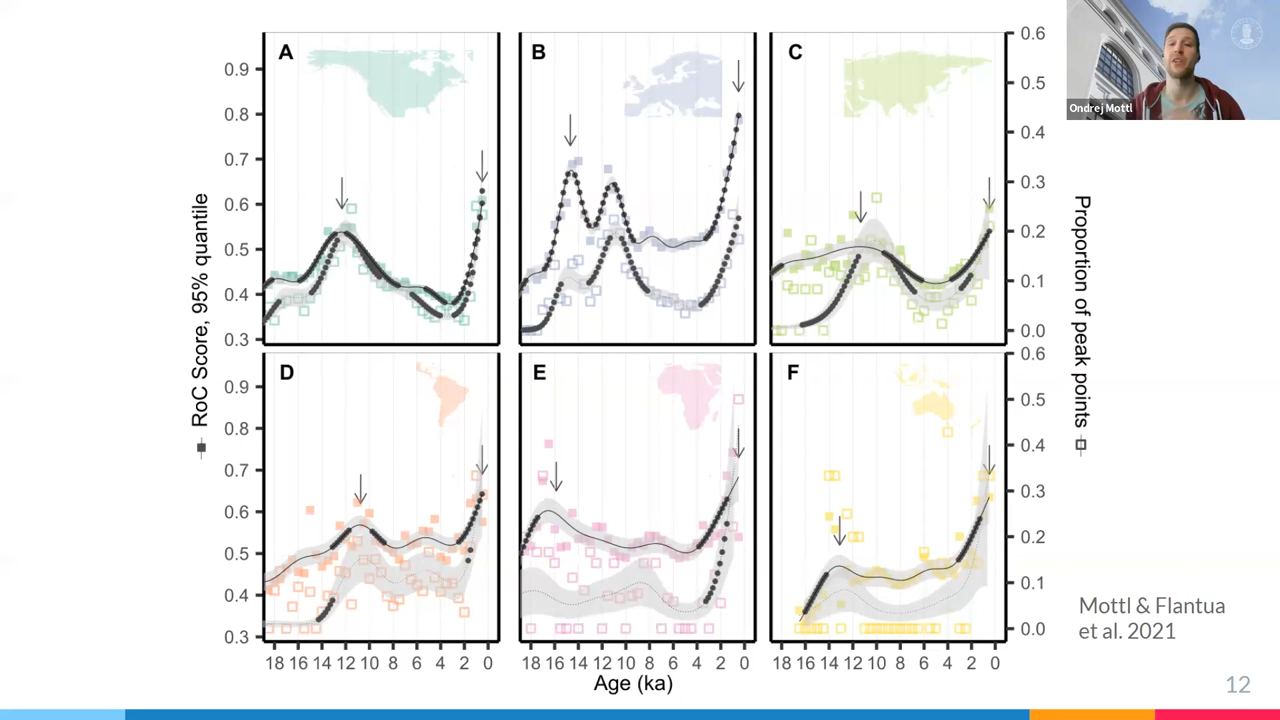 A
B
C
0.9
0.8
0.7
0.6
0.5
0.4
0.3
0.6
0.5
0.4
0.3
0.2
0.1
0.0
Ondrej Mottl
RoC Score, 95% quantile
Proportion of peak points
D
E
F
0.9
0.8
0.7
0.6
0.5
0.4
0.3
0.6
0.5
0.4
0.3
0.2
0.1
0.0
18 16 14 12 10 8 6 4 2 0
18 16 14 12 10 8 6 4 2 0
18 16 14 12 10 8 6 4 2 0
Age (ka)
Mottl & Flantua
et al. 2021
12